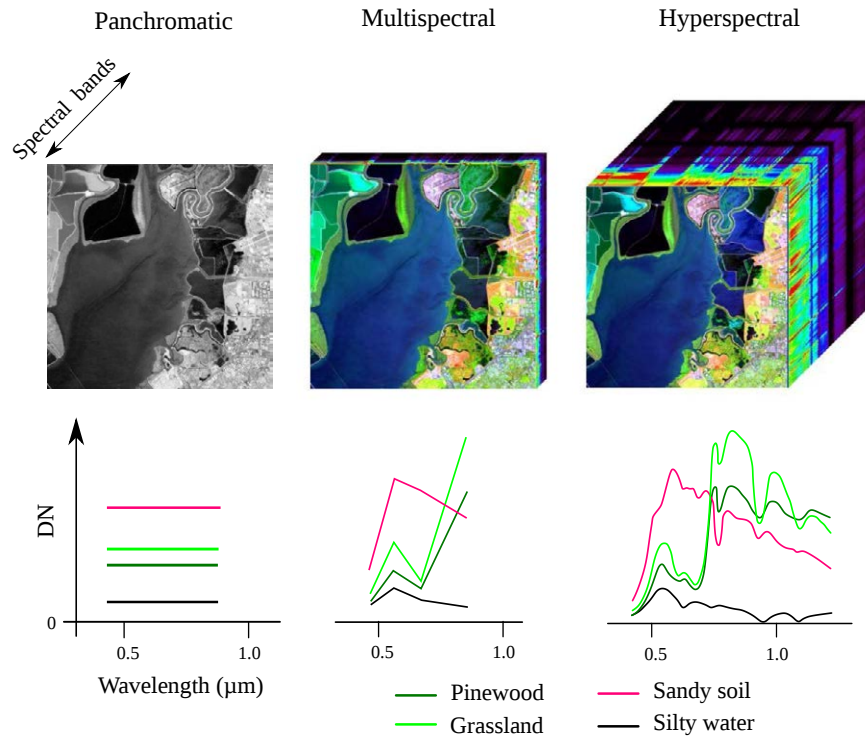 Panchromatic
Multispectral
Hyperspectral
Spectral bands
DN
0
0.5
1.0
0.5
1.0
0.5
1.0
Wavelength (µm)
Pinewood
Grassland
Sandy soil
Silty water